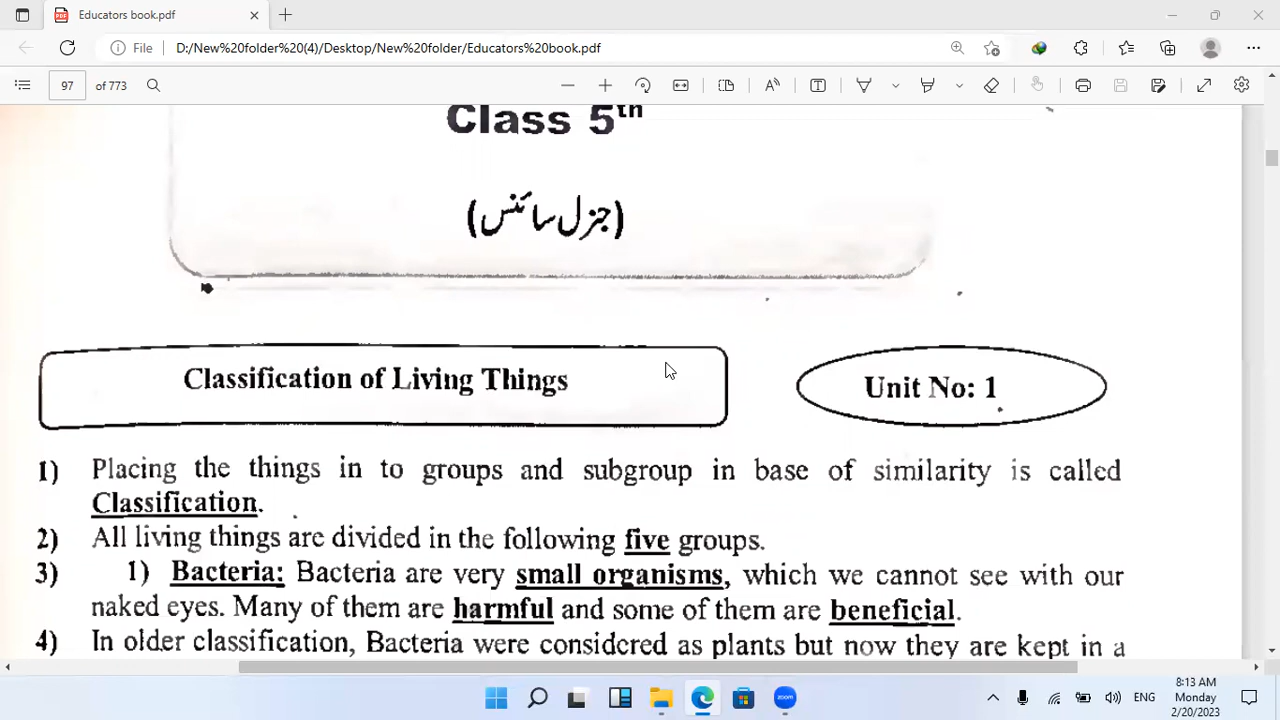 Educators book.pdf
File D:/New%20folder%20(4)/Desktop/New%20folder/Educators%20book.pdf
97 of 773
Class 5th
(جنرل سائنس)
Classification of Living Things
Unit No: 1
1) Placing the things in to groups and subgroup in base of similarity is called
Classification.
2) All living things are divided in the following five groups.
3) 1) Bacteria: Bacteria are very small organisms, which we cannot see with our
naked eyes. Many of them are harmful and some of them are beneficial.
4) In older classification, Bacteria were considered as plants but now they are kept in a
zoom
ENG
8:13 AM
Monday
2/20/2023